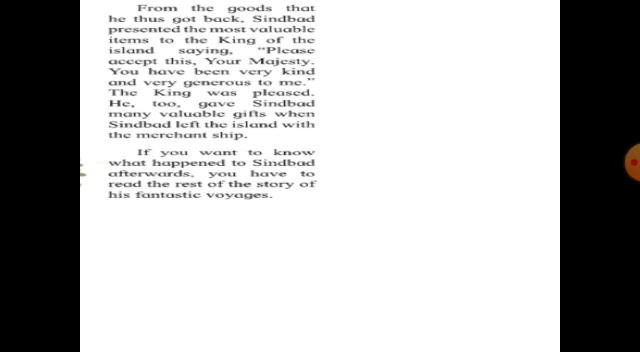 From the goods that
he thus got back, Sindbad
presented the most valuable
items to the King of the
island saying, “Please
accept this, Your Majesty.
You have been very kind
and very generous to me.”
The King was pleased.
He, too, gave Sindbad
many valuable gifts when
Sindbad left the island with
the merchant ship.
If you want to know
what happened to Sindbad
afterwards, you have to
read the rest of the story of
his fantastic voyages.